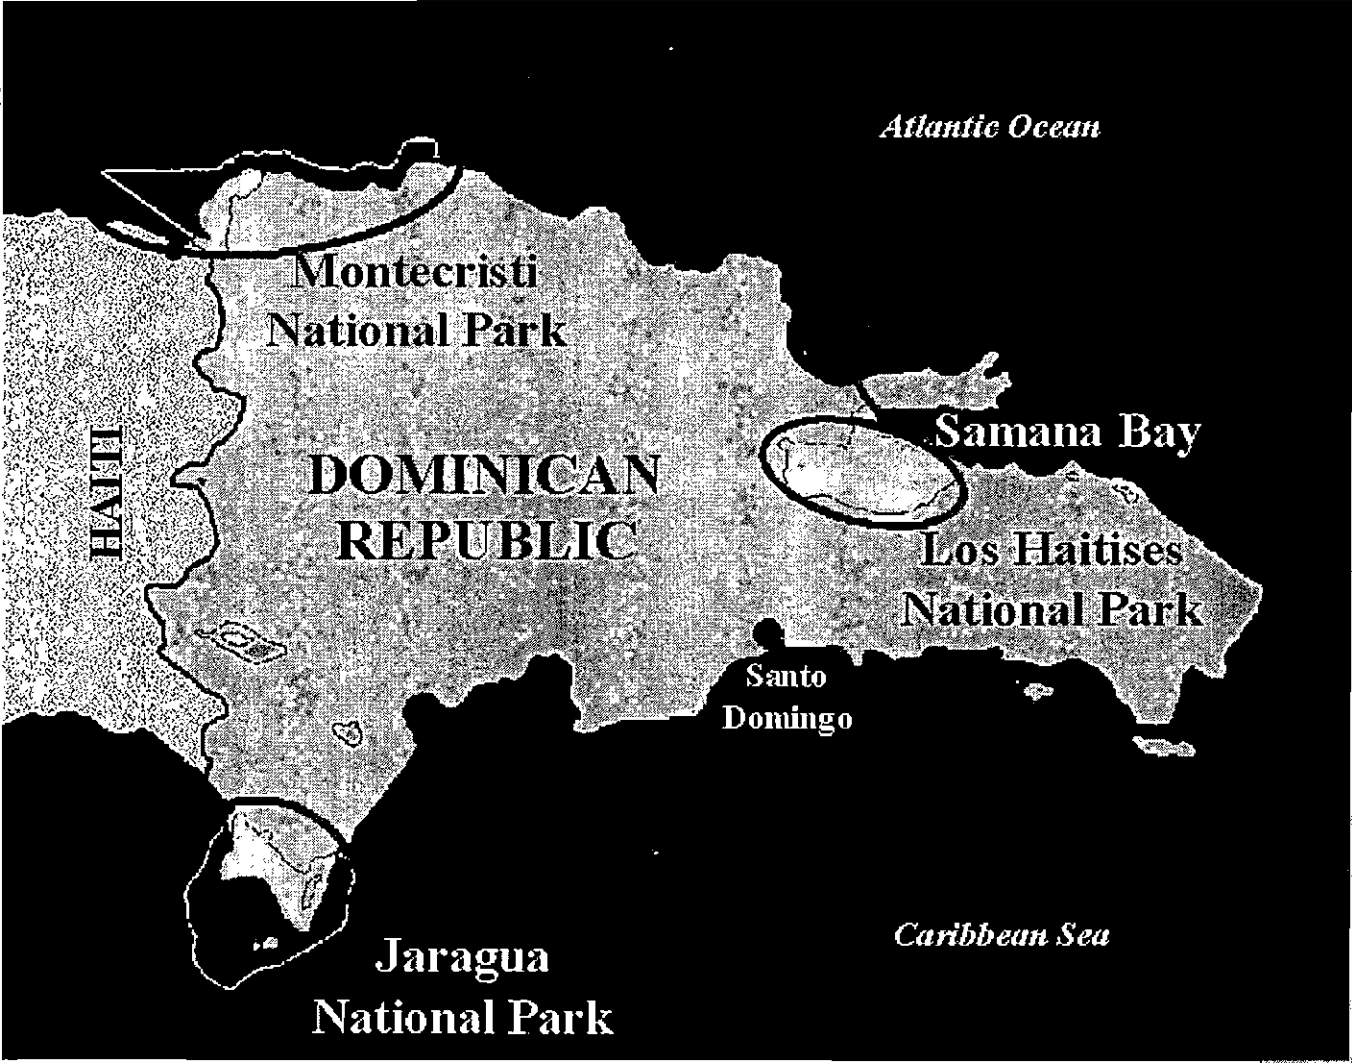 Atlantic Ocean
Montecristi
National Park
HAITI
DOMINICAN
REPUBLIC
Samana Bay
Los Haitises
National Park
Santo
Domingo
Caribbean Sea
Jaragua
National Park